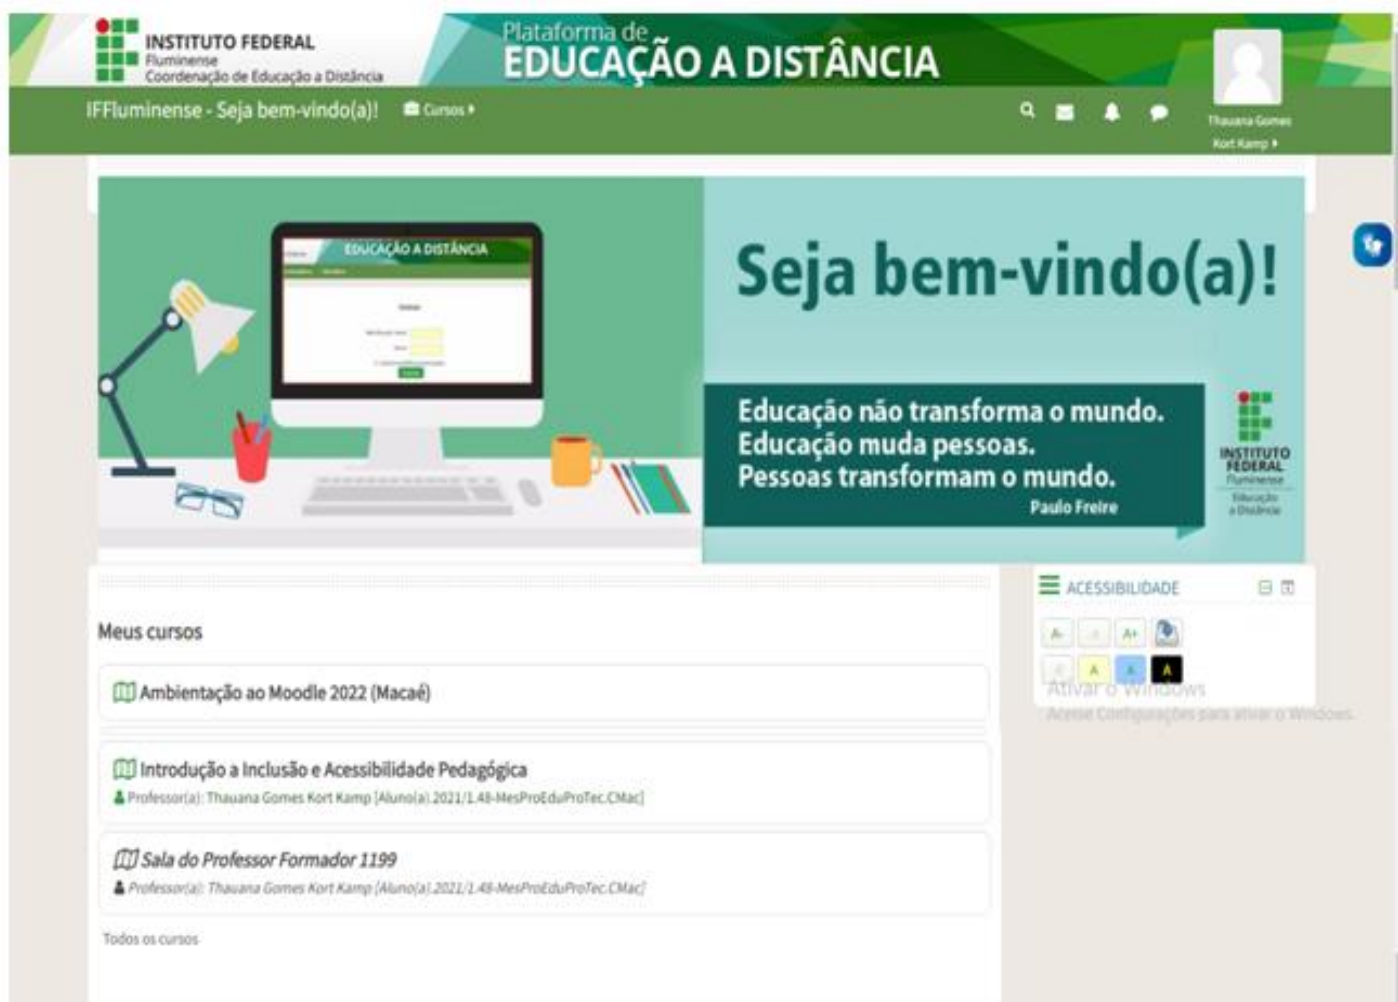 INSTITUTO FEDERAL
Fluminense
Coordenação de Educação a Distância
Plataforma de
EDUCAÇÃO A DISTÂNCIA
IFFluminense - Seja bem-vindo(a)!
Cursos
Thauana Gomes
Kort Kamp
EDUCAÇÃO A DISTÂNCIA
Seja bem-vindo(a)!
Educação não transforma o mundo.
Educação muda pessoas.
Pessoas transformam o mundo.
Paulo Freire
INSTITUTO
FEDERAL
Fluminense
Educação
a Distância
ACESSIBILIDADE
A- A+
A A A
Ativar o Windows
Acesse Configurações para ativar o Windows.
Meus cursos
Ambientação ao Moodle 2022 (Macaé)
Introdução a Inclusão e Acessibilidade Pedagógica
Professor(a): Thauana Gomes Kort Kamp [Aluno(a).2021/1.48-MesProEduProTec.CMac]
Sala do Professor Formador 1199
Professor(a): Thauana Gomes Kort Kamp [Aluno(a).2021/1.48-MesProEduProTec.CMac]
Todos os cursos